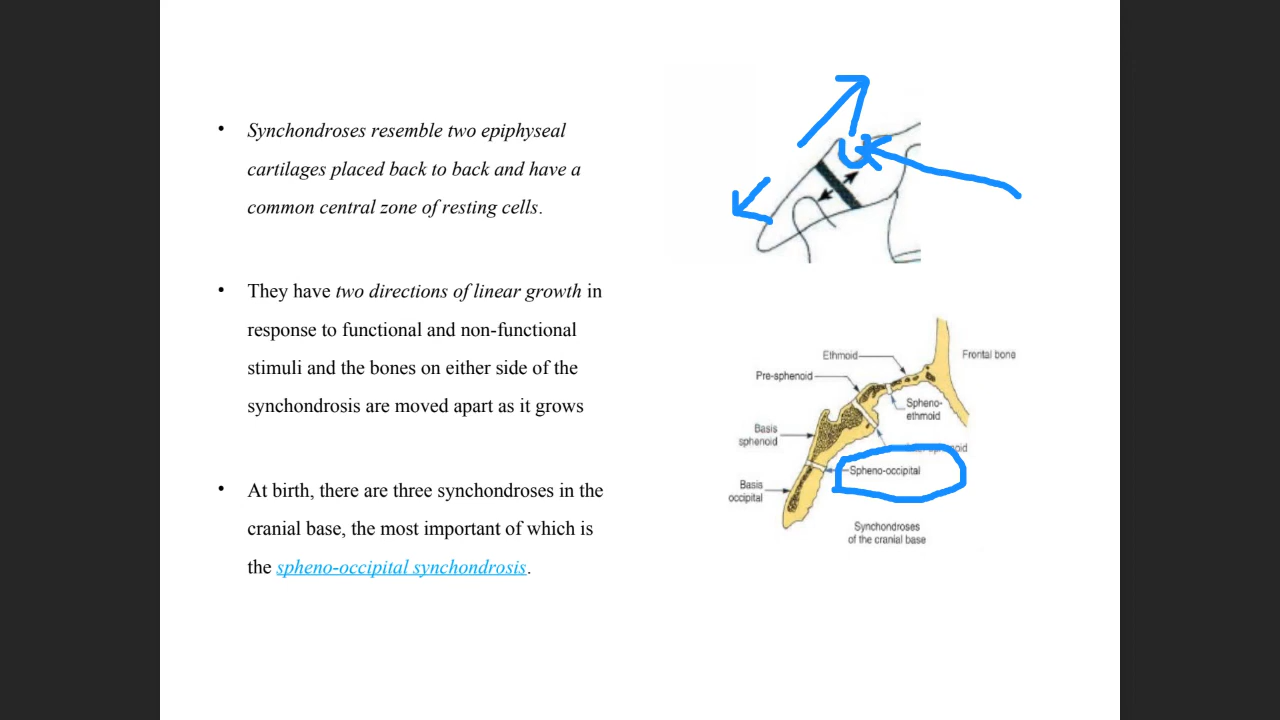 • Synchondroses resemble two epiphyseal
cartilages placed back to back and have a
common central zone of resting cells.
• They have two directions of linear growth in
response to functional and non-functional
stimuli and the bones on either side of the
synchondrosis are moved apart as it grows
• At birth, there are three synchondroses in the
cranial base, the most important of which is
the spheno-occipital synchondrosis.
Ethmoid
Frontal bone
Pre-sphenoid
Spheno-
ethmoid
Basis
sphenoid
Spheno-occipital
Basis
occipital
Synchondroses
of the cranial base